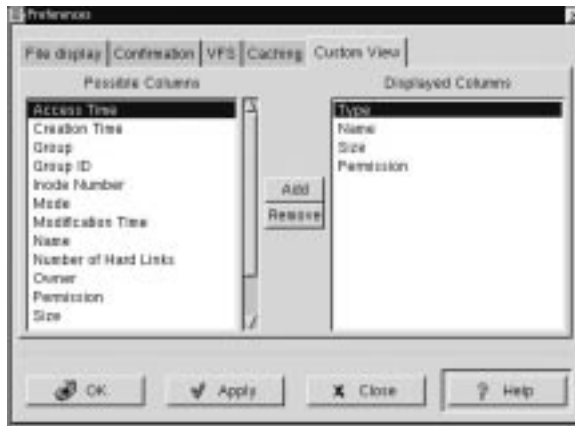 Preferences
File display Confirmation VFS Caching Custom View
Possible Columns
Access Time
Creation Time
Group
Group ID
Inode Number
Mode
Modification Time
Name
Number of Hard Links
Owner
Permission
Size
Add
Remove
Displayed Columns
Type
Name
Size
Permission
OK
Apply
Close
Help